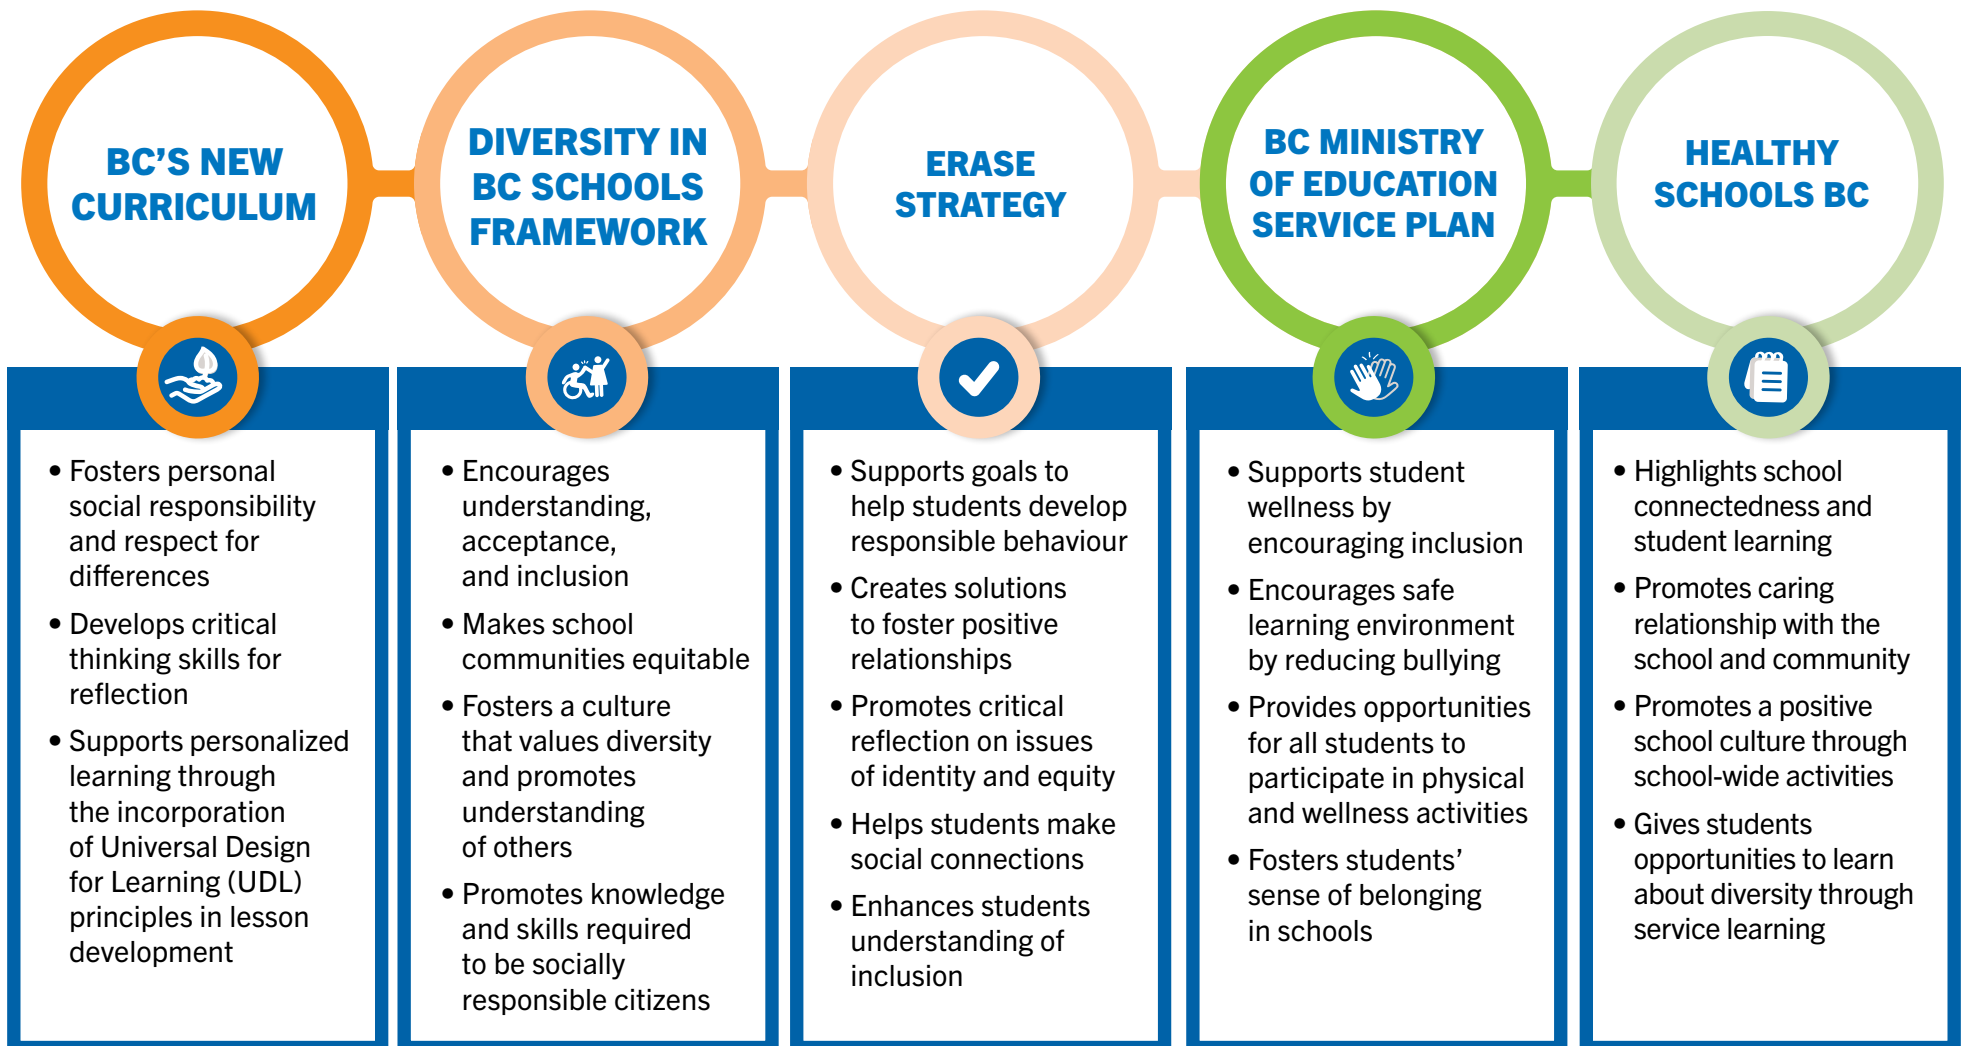 BC’S NEW
CURRICULUM
DIVERSITY IN
BC SCHOOLS
FRAMEWORK
ERASE
STRATEGY
BC MINISTRY
OF EDUCATION
SERVICE PLAN
HEALTHY
SCHOOLS BC
• Fosters personal
social responsibility
and respect for
differences
• Develops critical
thinking skills for
reflection
• Supports personalized
learning through
the incorporation
of Universal Design
for Learning (UDL)
principles in lesson
development
• Encourages
understanding,
acceptance,
and inclusion
• Makes school
communities equitable
• Fosters a culture
that values diversity
and promotes
understanding
of others
• Promotes knowledge
and skills required
to be socially
responsible citizens
• Supports goals to
help students develop
responsible behaviour
• Creates solutions
to foster positive
relationships
• Promotes critical
reflection on issues
of identity and equity
• Helps students make
social connections
• Enhances students
understanding of
inclusion
• Supports student
wellness by
encouraging inclusion
• Encourages safe
learning environment
by reducing bullying
• Provides opportunities
for all students to
participate in physical
and wellness activities
• Fosters students’
sense of belonging
in schools
• Highlights school
connectedness and
student learning
• Promotes caring
relationship with the
school and community
• Promotes a positive
school culture through
school-wide activities
• Gives students
opportunities to learn
about diversity through
service learning